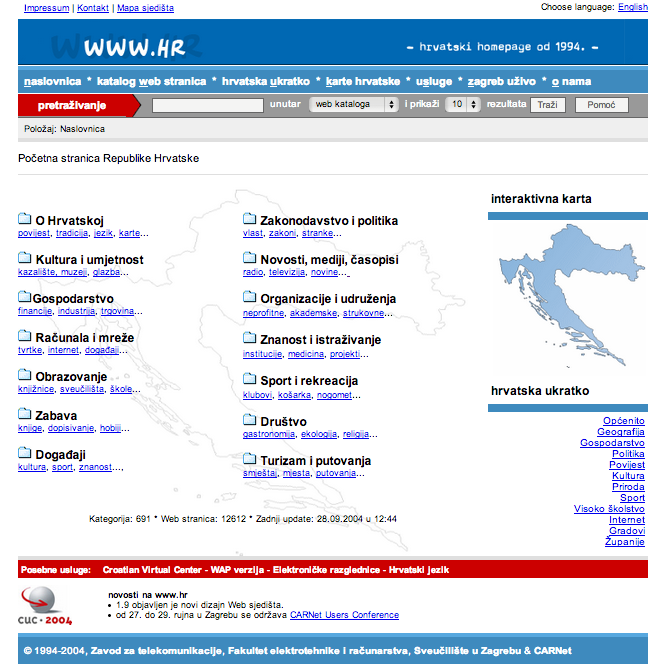 Impressum | Kontakt | Mapa sjedišta
Choose language: English
WWW.HR
– hrvatski homepage od 1994. –
naslovnica * katalog web stranica * hrvatska ukratko * karte hrvatske * usluge * zagreb uživo * o nama
pretraživanje unutar web kataloga i prikaži 10 rezultata Traži Pomoć
Položaj: Naslovnica
Početna stranica Republike Hrvatske
O Hrvatskoj
povijest, tradicija, jezik, karte...
Kultura i umjetnost
kazalište, muzeji, glazba...
Gospodarstvo
financije, industrija, trgovina...
Računala i mreže
tvrtke, internet, događaji...
Obrazovanje
knjižnice, sveučilišta, škole...
Zabava
knjige, dopisivanje, hobiji...
Događaji
kultura, sport, znanost...,
Zakonodavstvo i politika
vlast, zakoni, stranke...
Novosti, mediji, časopisi
radio, televizija, novine...
Organizacije i udruženja
neprofitne, akademske, strukovne...
Znanost i istraživanje
institucije, medicina, projekti...
Sport i rekreacija
klubovi, košarka, nogomet...
Društvo
gastronomija, ekologija, religija...
Turizam i putovanja
smještaj, mjesta, putovanja...
Kategorija: 691 * Web stranica: 12612 * Zadnji update: 28.09.2004 u 12:44
interaktivna karta
hrvatska ukratko
Općenito
Geografija
Gospodarstvo
Politika
Povijest
Kultura
Priroda
Sport
Visoko školstvo
Internet
Gradovi
Županije
Posebne usluge: Croatian Virtual Center - WAP verzija - Elektroničke razglednice - Hrvatski jezik
CUC • 2004
novosti na www.hr
• 1.9 objavljen je novi dizajn Web sjedišta.
• od 27. do 29. rujna u Zagrebu se održava CARNet Users Conference
© 1994-2004, Zavod za telekomunikacije, Fakultet elektrotehnike i računarstva, Sveučilište u Zagrebu & CARNet